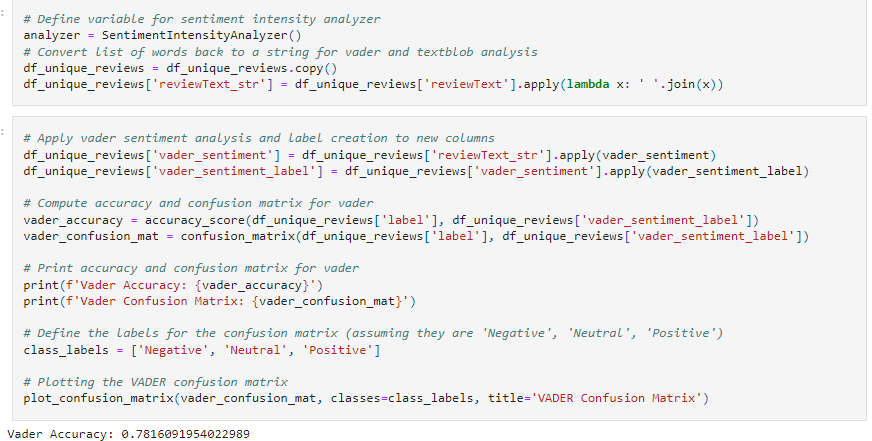 # Define variable for sentiment intensity analyzer
analyzer = SentimentIntensityAnalyzer()
# Convert list of words back to a string for vader and textblob analysis
df_unique_reviews = df_unique_reviews.copy()
df_unique_reviews['reviewText_str'] = df_unique_reviews['reviewText'].apply(lambda x: ' '.join(x))
# Apply vader sentiment analysis and label creation to new columns
df_unique_reviews['vader_sentiment'] = df_unique_reviews['reviewText_str'].apply(vader_sentiment)
df_unique_reviews['vader_sentiment_label'] = df_unique_reviews['vader_sentiment'].apply(vader_sentiment_label)
# Compute accuracy and confusion matrix for vader
vader_accuracy = accuracy_score(df_unique_reviews['label'], df_unique_reviews['vader_sentiment_label'])
vader_confusion_mat = confusion_matrix(df_unique_reviews['label'], df_unique_reviews['vader_sentiment_label'])
# Print accuracy and confusion matrix for vader
print(f'Vader Accuracy: {vader_accuracy}')
print(f'Vader Confusion Matrix: {vader_confusion_mat}')
# Define the labels for the confusion matrix (assuming they are 'Negative', 'Neutral', 'Positive')
class_labels = ['Negative', 'Neutral', 'Positive']
# Plotting the VADER confusion matrix
plot_confusion_matrix(vader_confusion_mat, classes=class_labels, title='VADER Confusion Matrix')
Vader Accuracy: 0.7816091954022989